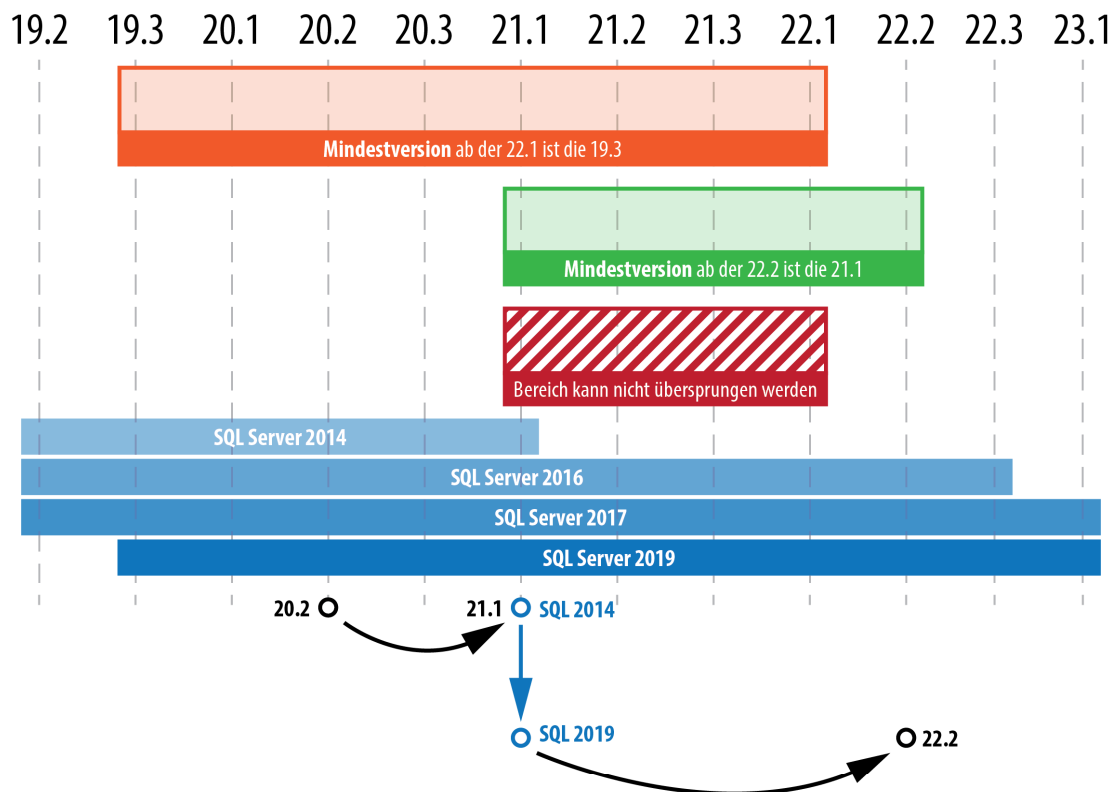 19.2 19.3 20.1 20.2 20.3 21.1 21.2 21.3 22.1 22.2 22.3 23.1
Mindestversion ab der 22.1 ist die 19.3
Mindestversion ab der 22.2 ist die 21.1
Bereich kann nicht übersprungen werden
SQL Server 2014
SQL Server 2016
SQL Server 2017
SQL Server 2019
20.2 21.1 SQL 2014
SQL 2019 22.2